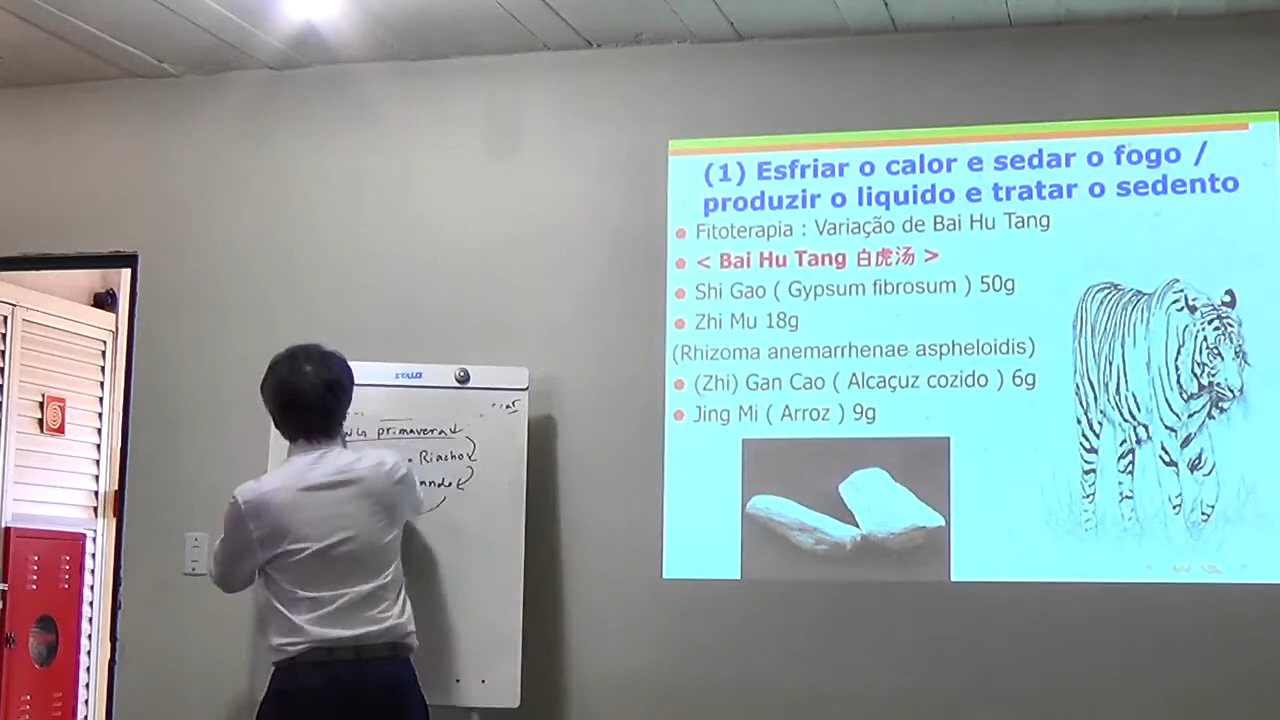 (1) Esfriar o calor e sedar o fogo /
produzir o liquido e tratar o sedento
Fitoterapia : Variação de Bai Hu Tang
< Bai Hu Tang 白虎汤 >
Shi Gao ( Gypsum fibrosum ) 50g
Zhi Mu 18g
(Rhizoma anemarrhenae aspheloidis)
(Zhi) Gan Cao ( Alcaçuz cozido ) 6g
Jing Mi ( Arroz ) 9g
STALO
primavera
Riacho